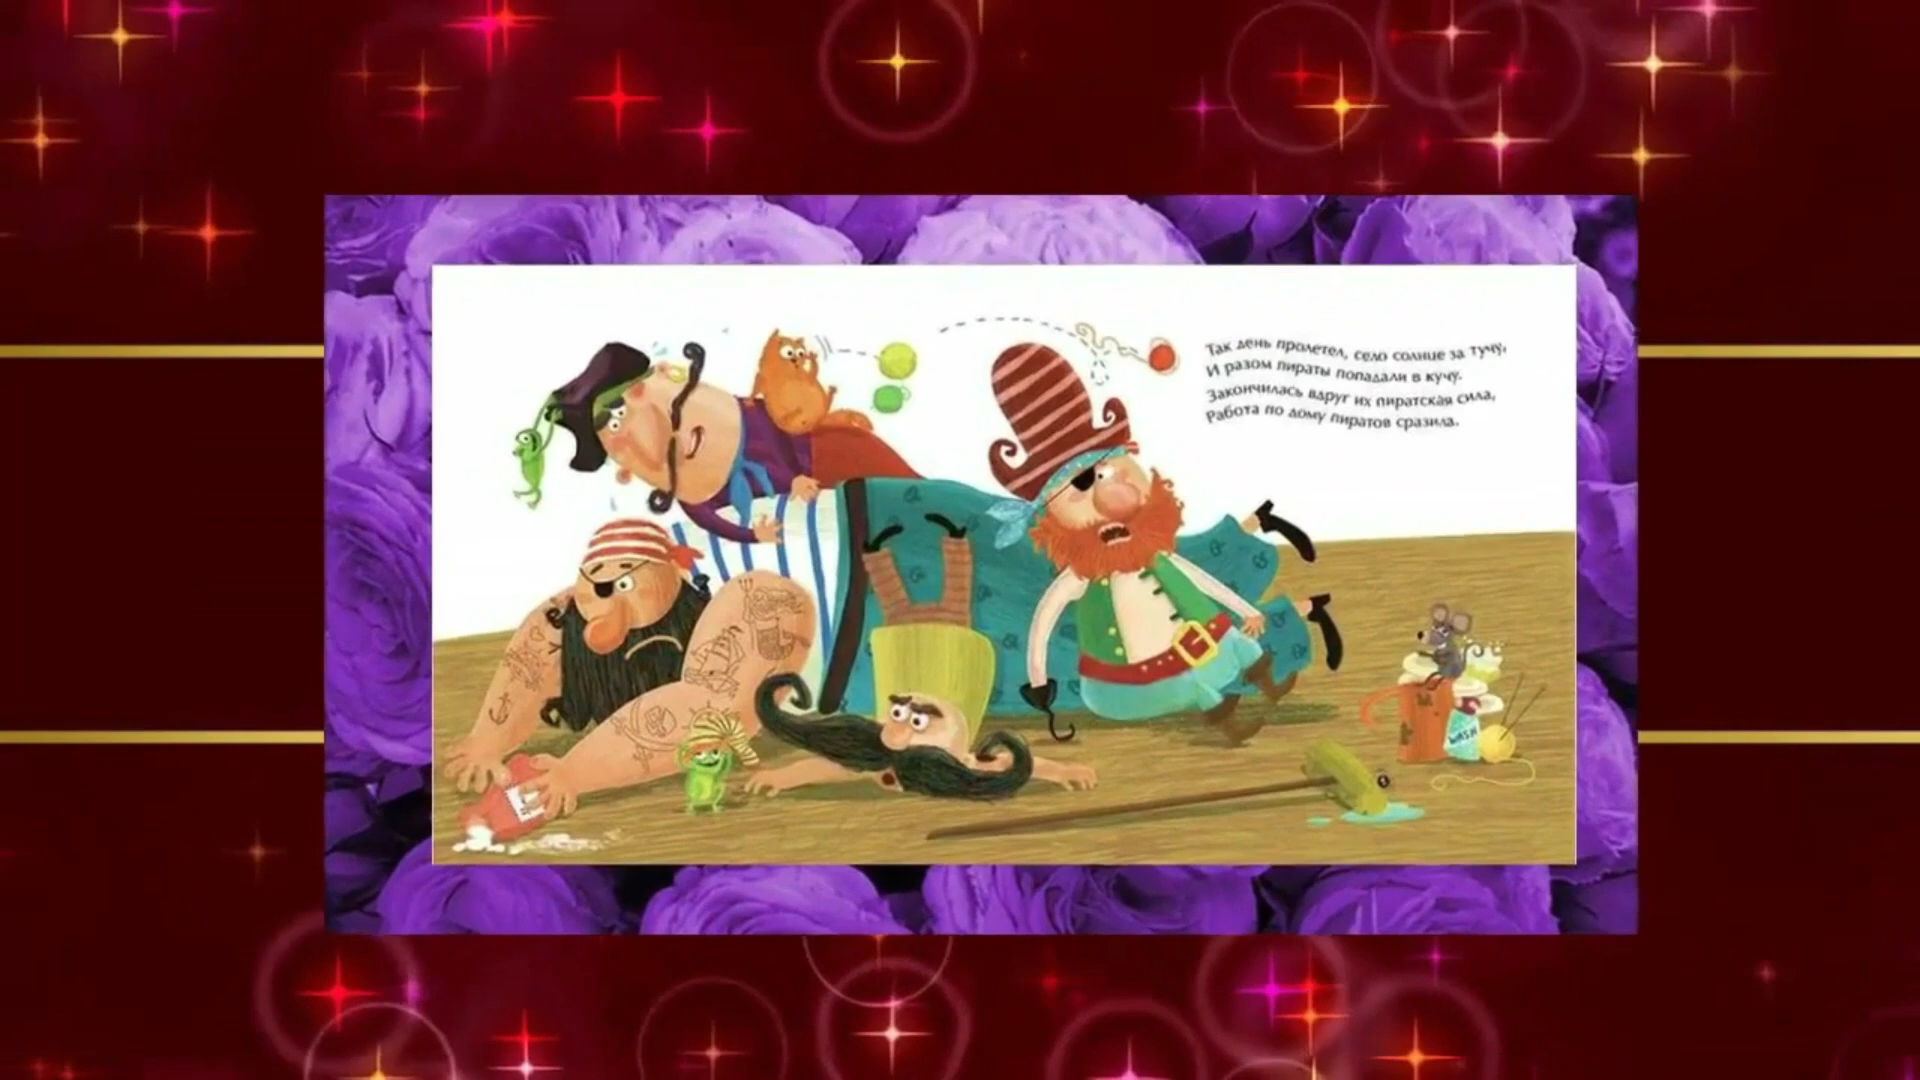 Так день пролетел, село солнце за тучу,
И разом пираты попадали в кучу.
Закончилась вдруг их пиратская сила,
Работа по дому пиратов сразила.
WASH